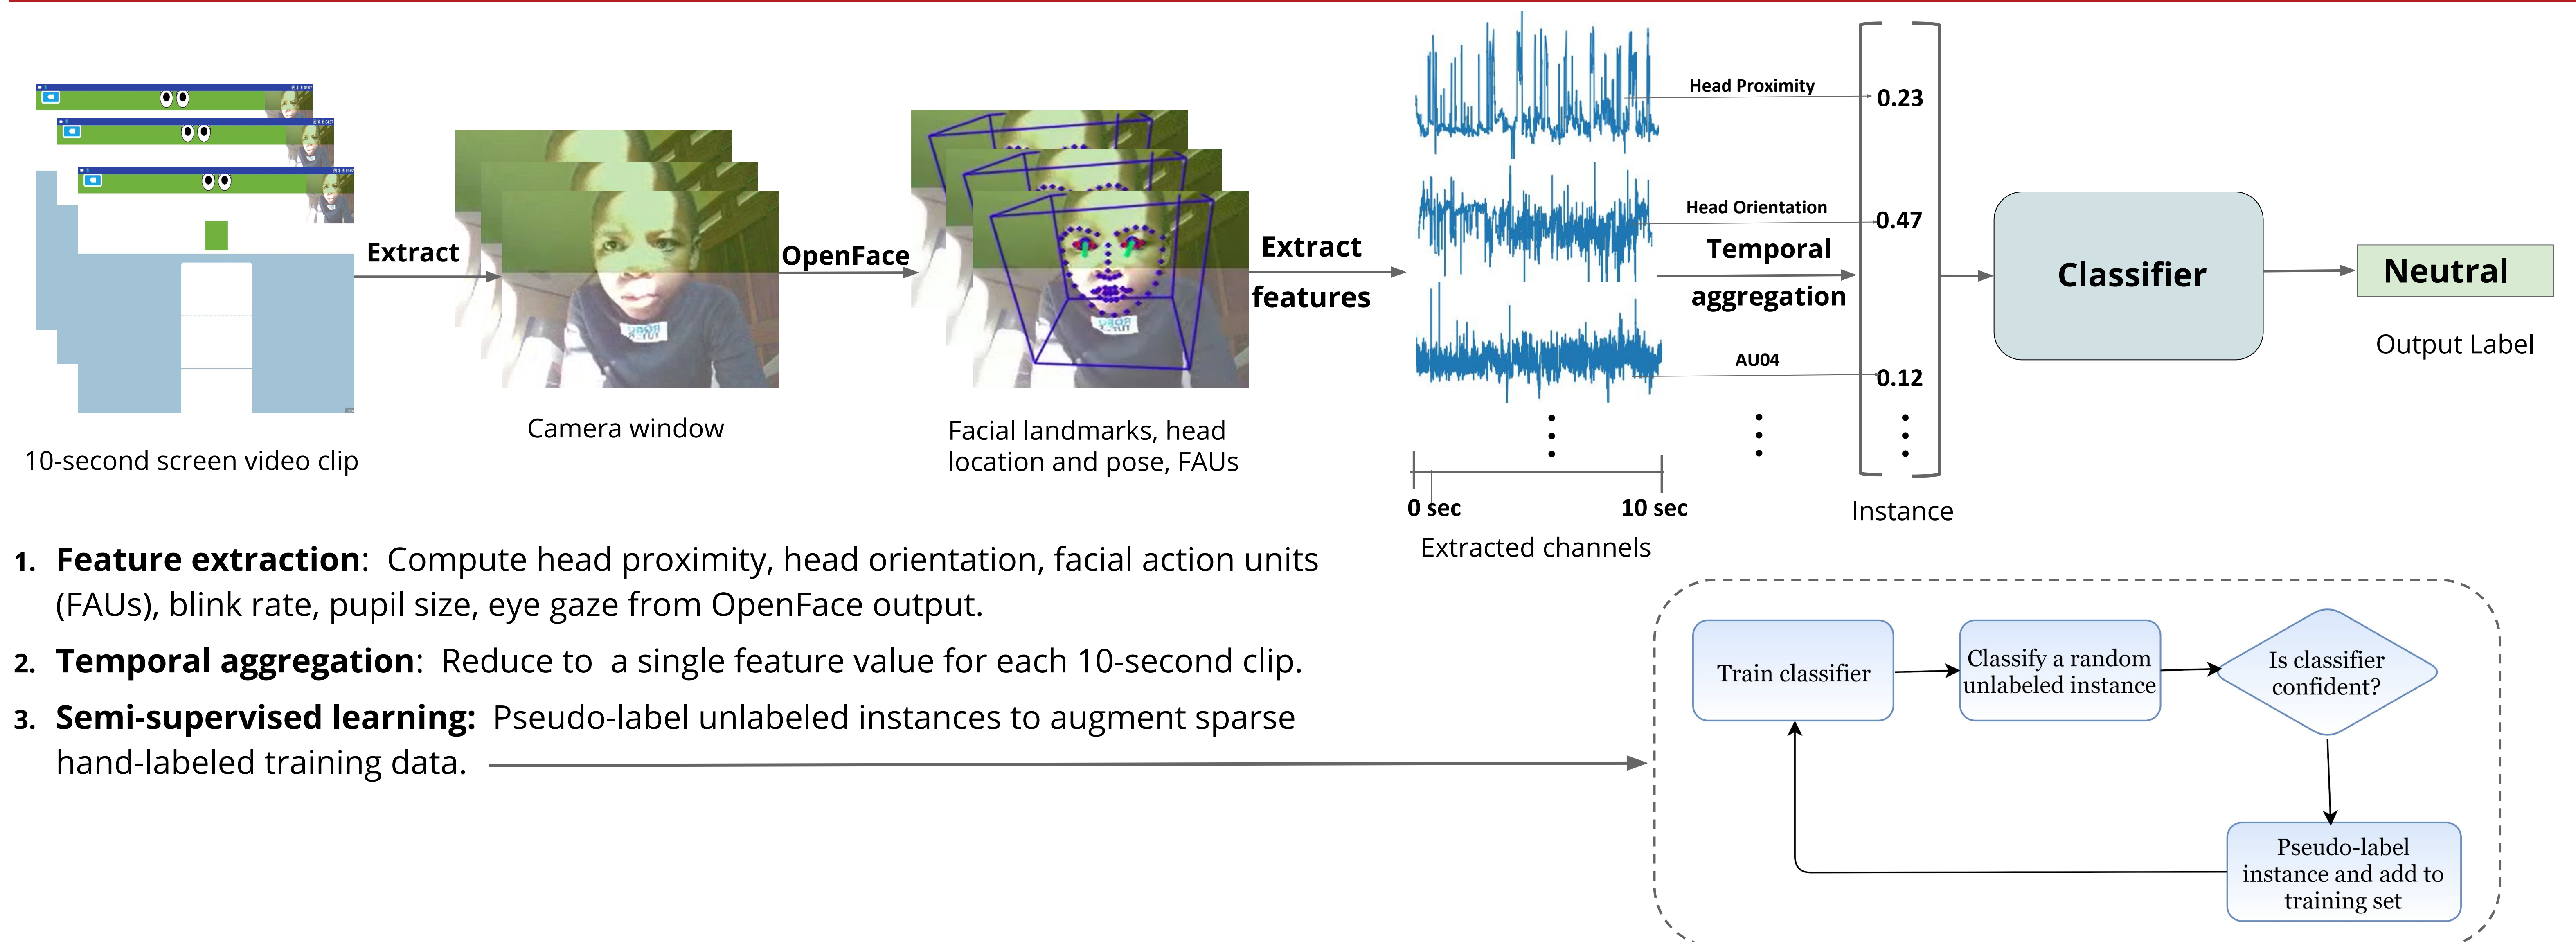 Extract
OpenFace
Extract
features
Head Proximity
Head Orientation
Temporal
aggregation
AU04
0.23
0.47
0.12
Classifier
Neutral
Output Label
10-second screen video clip
Camera window
Facial landmarks, head
location and pose, FAUs
0 sec
10 sec
Extracted channels
Instance
1. Feature extraction: Compute head proximity, head orientation, facial action units
(FAUs), blink rate, pupil size, eye gaze from OpenFace output.
2. Temporal aggregation: Reduce to a single feature value for each 10-second clip.
3. Semi-supervised learning: Pseudo-label unlabeled instances to augment sparse
hand-labeled training data.
Train classifier
Classify a random
unlabeled instance
Is classifier
confident?
Pseudo-label
instance and add to
training set